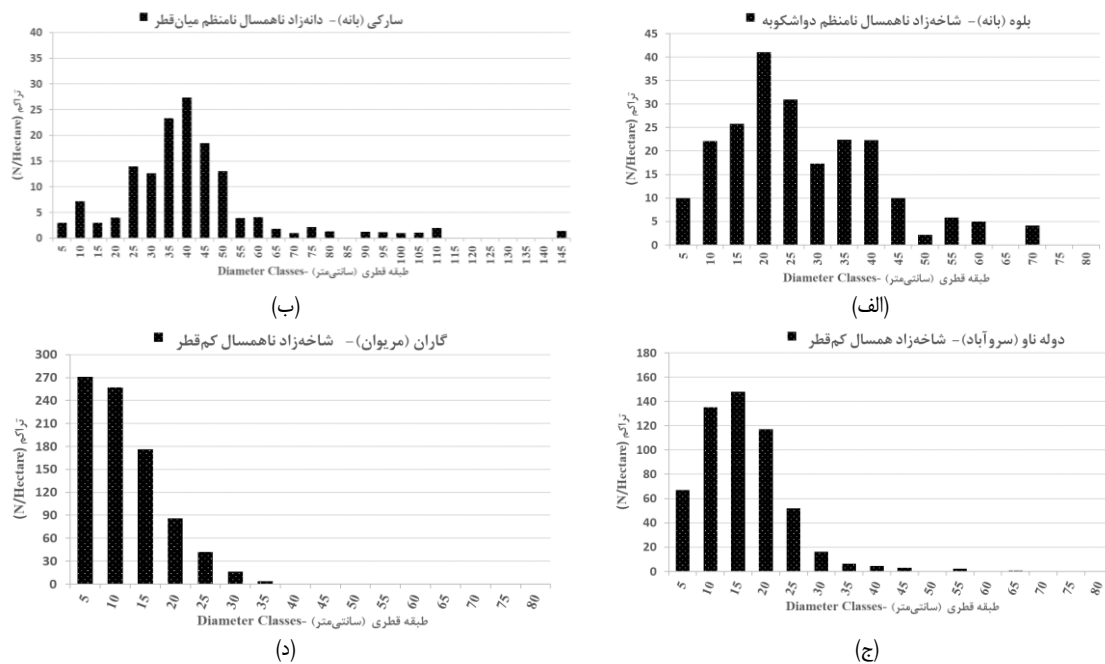 بلوه (بانه)- شاخه‌زاد ناهمسال نامنظم دواشکوبه
تراکم (N/Hectare)
45
40
35
30
25
20
15
10
5
0
5 10 15 20 25 30 35 40 45 50 55 60 65 70 75 80
طبقه قطری (سانتی‌متر) -Diameter Classes
(الف)
سارکی (بانه)- دانه‌زاد ناهمسال نامنظم میان‌قطر
تراکم (N/Hectare)
40
35
30
25
20
15
10
5
0
5 10 15 20 25 30 35 40 45 50 55 60 65 70 75 80 85 90 95 100 105 110 115 120 125 130 135 140 145
طبقه قطری (سانتی‌متر) -Diameter Classes
(ب)
دوله ناو (سروآباد)- شاخه‌زاد همسال کم‌قطر
تراکم (N/Hectare)
180
160
140
120
100
80
60
40
20
0
5 10 15 20 25 30 35 40 45 50 55 60 65 70 75 80
طبقه قطری (سانتی‌متر) -Diameter Classes
(ج)
گاران (مریوان)- شاخه‌زاد ناهمسال کم‌قطر
تراکم (N/Hectare)
300
270
240
210
180
150
120
90
60
30
0
5 10 15 20 25 30 35 40 45 50 55 60 65 70 75 80
طبقه قطری (سانتی‌متر) -Diameter Classes
(د)